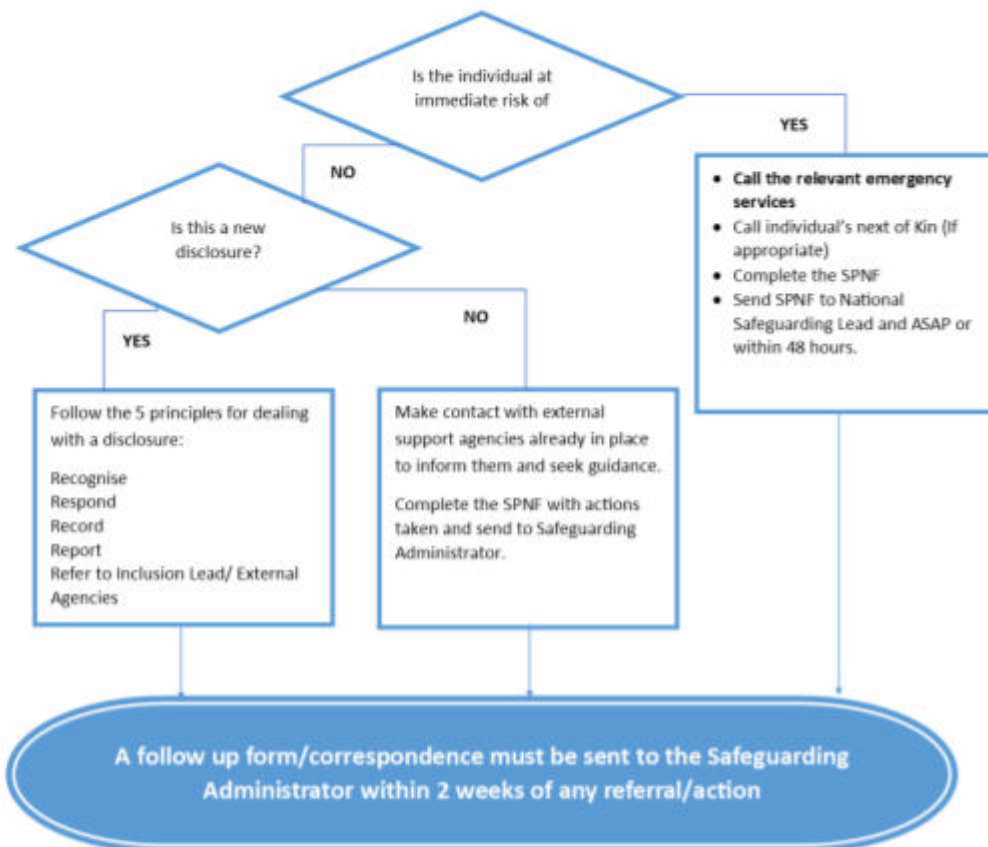 Is the individual at
immediate risk of
YES
NO
• Call the relevant emergency
services
• Call individual's next of Kin (If
appropriate)
• Complete the SPNF
• Send SPNF to National
Safeguarding Lead and ASAP or
within 48 hours.
Is this a new
disclosure?
YES
NO
Follow the 5 principles for dealing
with a disclosure:
Recognise
Respond
Record
Report
Refer to Inclusion Lead/ External
Agencies
Make contact with external
support agencies already in place
to inform them and seek guidance.
Complete the SPNF with actions
taken and send to Safeguarding
Administrator.
A follow up form/correspondence must be sent to the Safeguarding
Administrator within 2 weeks of any referral/action